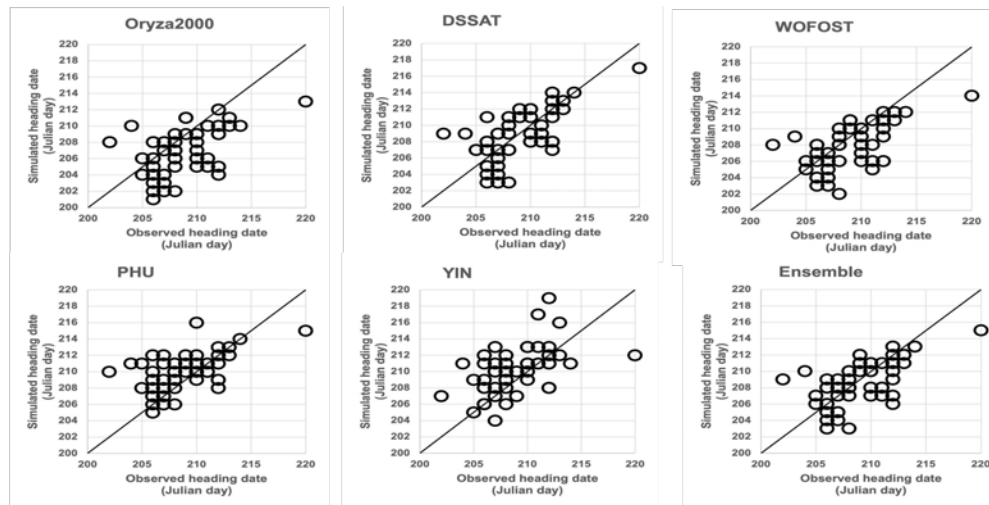 Oryza2000
220
218
216
214
212
210
208
206
204
202
200
200 205 210 215 220
Simulated heading date
(Julian day)
Observed heading date
(Julian day)
DSSAT
220
218
216
214
212
210
208
206
204
202
200
200 205 210 215 220
Simulated heading date
(Julian day)
Observed heading date
(Julian day)
WOFOST
220
218
216
214
212
210
208
206
204
202
200
200 205 210 215 220
Simulated heading date
(Julian day)
Observed heading date
(Julian day)
PHU
220
218
216
214
212
210
208
206
204
202
200
200 205 210 215 220
Simulated heading date
(Julian day)
Observed heading date
(Julian day)
YIN
220
218
216
214
212
210
208
206
204
202
200
200 205 210 215 220
Simulated heading date
(Julian day)
Observed heading date
(Julian day)
Ensemble
220
218
216
214
212
210
208
206
204
202
200
200 205 210 215 220
Simulated heading date
(Julian day)
Observed heading date
(Julian day)